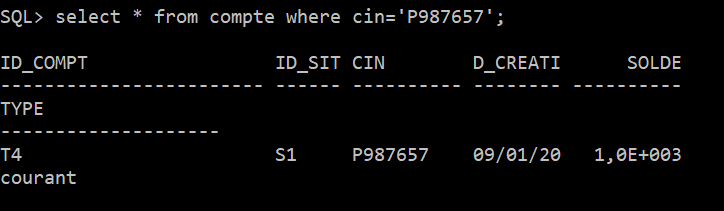 SQL> select * from compte where cin='P987657';
ID_COMPT ID_SIT CIN D_CREATI SOLDE
------------------------ ------ ---------- -------- ----------
TYPE
--------------------
T4 S1 P987657 09/01/20 1,0E+003
courant